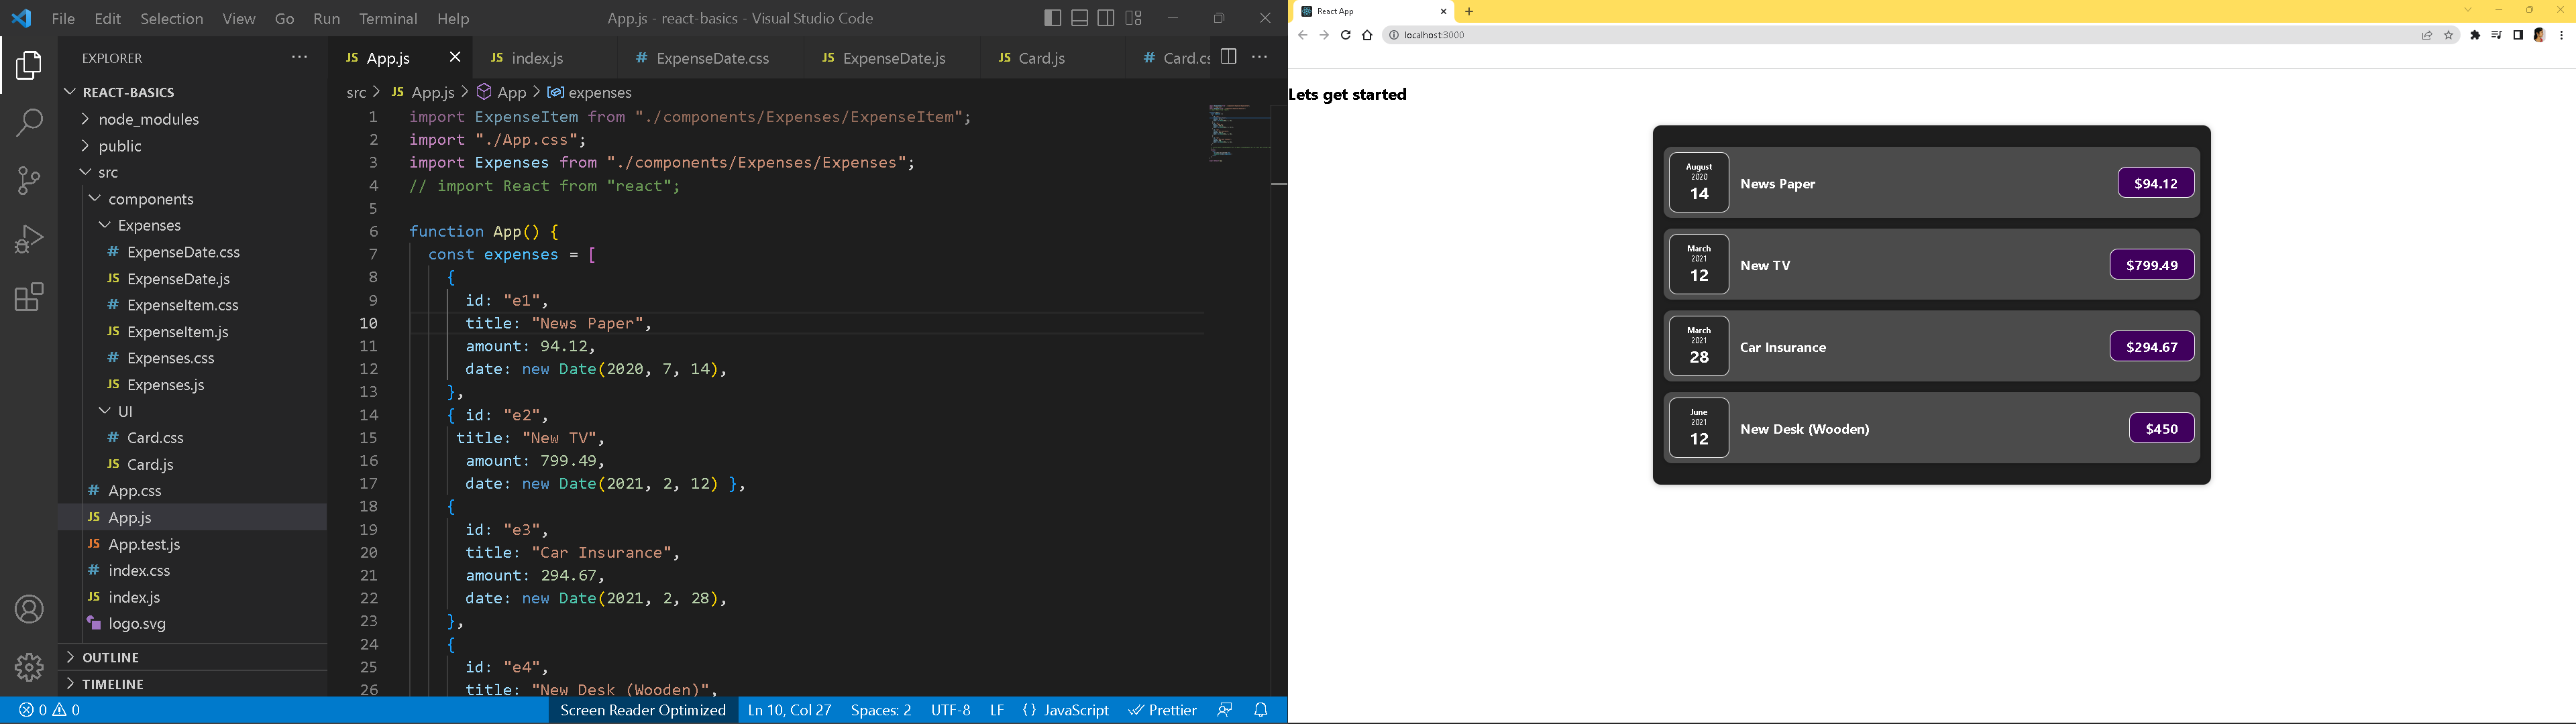 File Edit Selection View Go Run Terminal Help App.js - react-basics - Visual Studio Code
EXPLORER
REACT-BASICS
node_modules
public
src
components
Expenses
# ExpenseDate.css
JS ExpenseDate.js
# ExpenseItem.css
JS ExpenseItem.js
# Expenses.css
JS Expenses.js
UI
# Card.css
JS Card.js
# App.css
JS App.js
JS App.test.js
# index.css
JS index.js
logo.svg
OUTLINE
TIMELINE
JS App.js JS index.js # ExpenseDate.css JS ExpenseDate.js JS Card.js # Card.cs
src > JS App.js > App > expenses
1 import ExpenseItem from "./components/Expenses/ExpenseItem";
2 import "./App.css";
3 import Expenses from "./components/Expenses/Expenses";
4 // import React from "react";
5
6 function App() {
7 const expenses = [
8 {
9 id: "e1",
10 title: "News Paper",
11 amount: 94.12,
12 date: new Date(2020, 7, 14),
13 },
14 { id: "e2",
15 title: "New TV",
16 amount: 799.49,
17 date: new Date(2021, 2, 12) },
18 {
19 id: "e3",
20 title: "Car Insurance",
21 amount: 294.67,
22 date: new Date(2021, 2, 28),
23 },
24 {
25 id: "e4",
26 title: "New Desk (Wooden)",
0 0 Screen Reader Optimized Ln 10, Col 27 Spaces: 2 UTF-8 LF {} JavaScript Prettier
React App
localhost:3000
Lets get started
August
2020
14
News Paper
$94.12
March
2021
12
New TV
$799.49
March
2021
28
Car Insurance
$294.67
June
2021
12
New Desk (Wooden)
$450